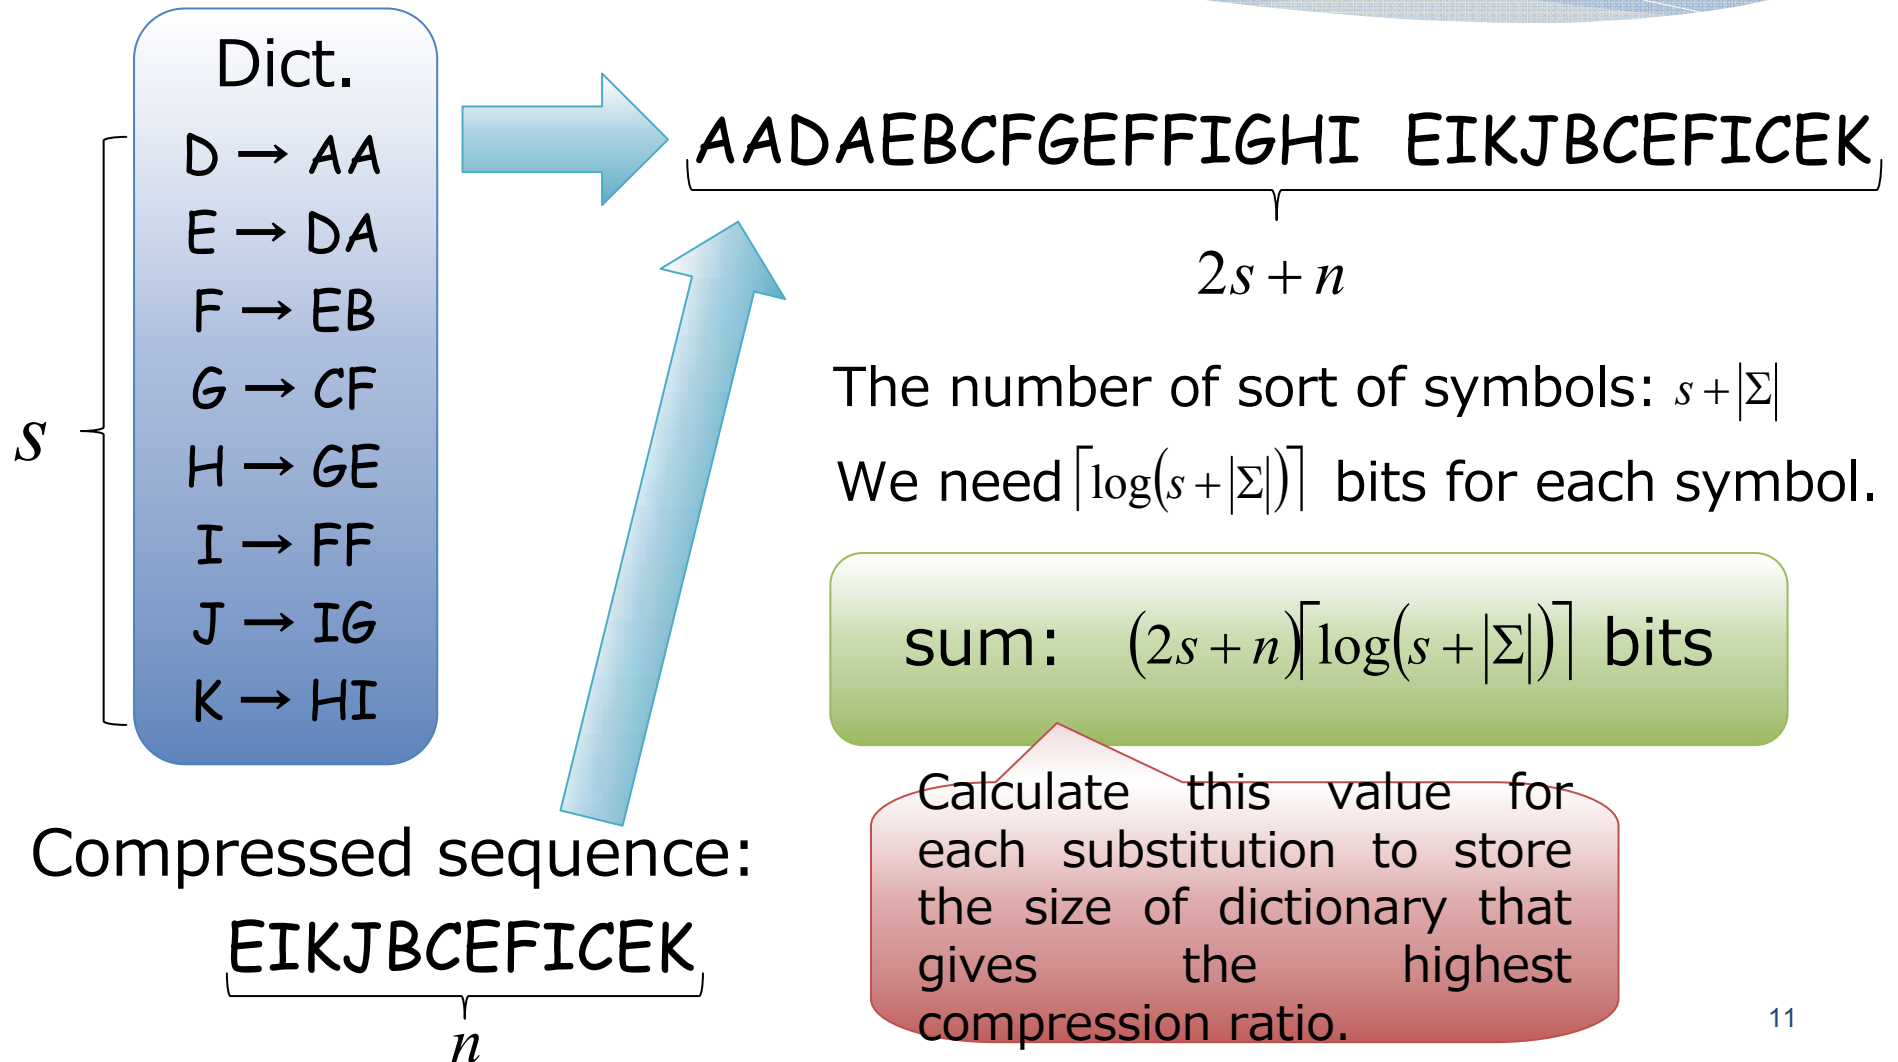 Dict.
D → AA
E → DA
F → EB
G → CF
H → GE
I → FF
J → IG
K → HI
s
AADAEBCFGEFFIGHI EIKJBCEFICEK
2s + n
The number of sort of symbols: s + |Σ|
We need ⌈log(s + |Σ|)⌉ bits for each symbol.
sum: (2s + n)⌈log(s + |Σ|)⌉ bits
Calculate this value for
each substitution to store
the size of dictionary that
gives the highest
compression ratio.
Compressed sequence:
EIKJBCEFICEK
n
11